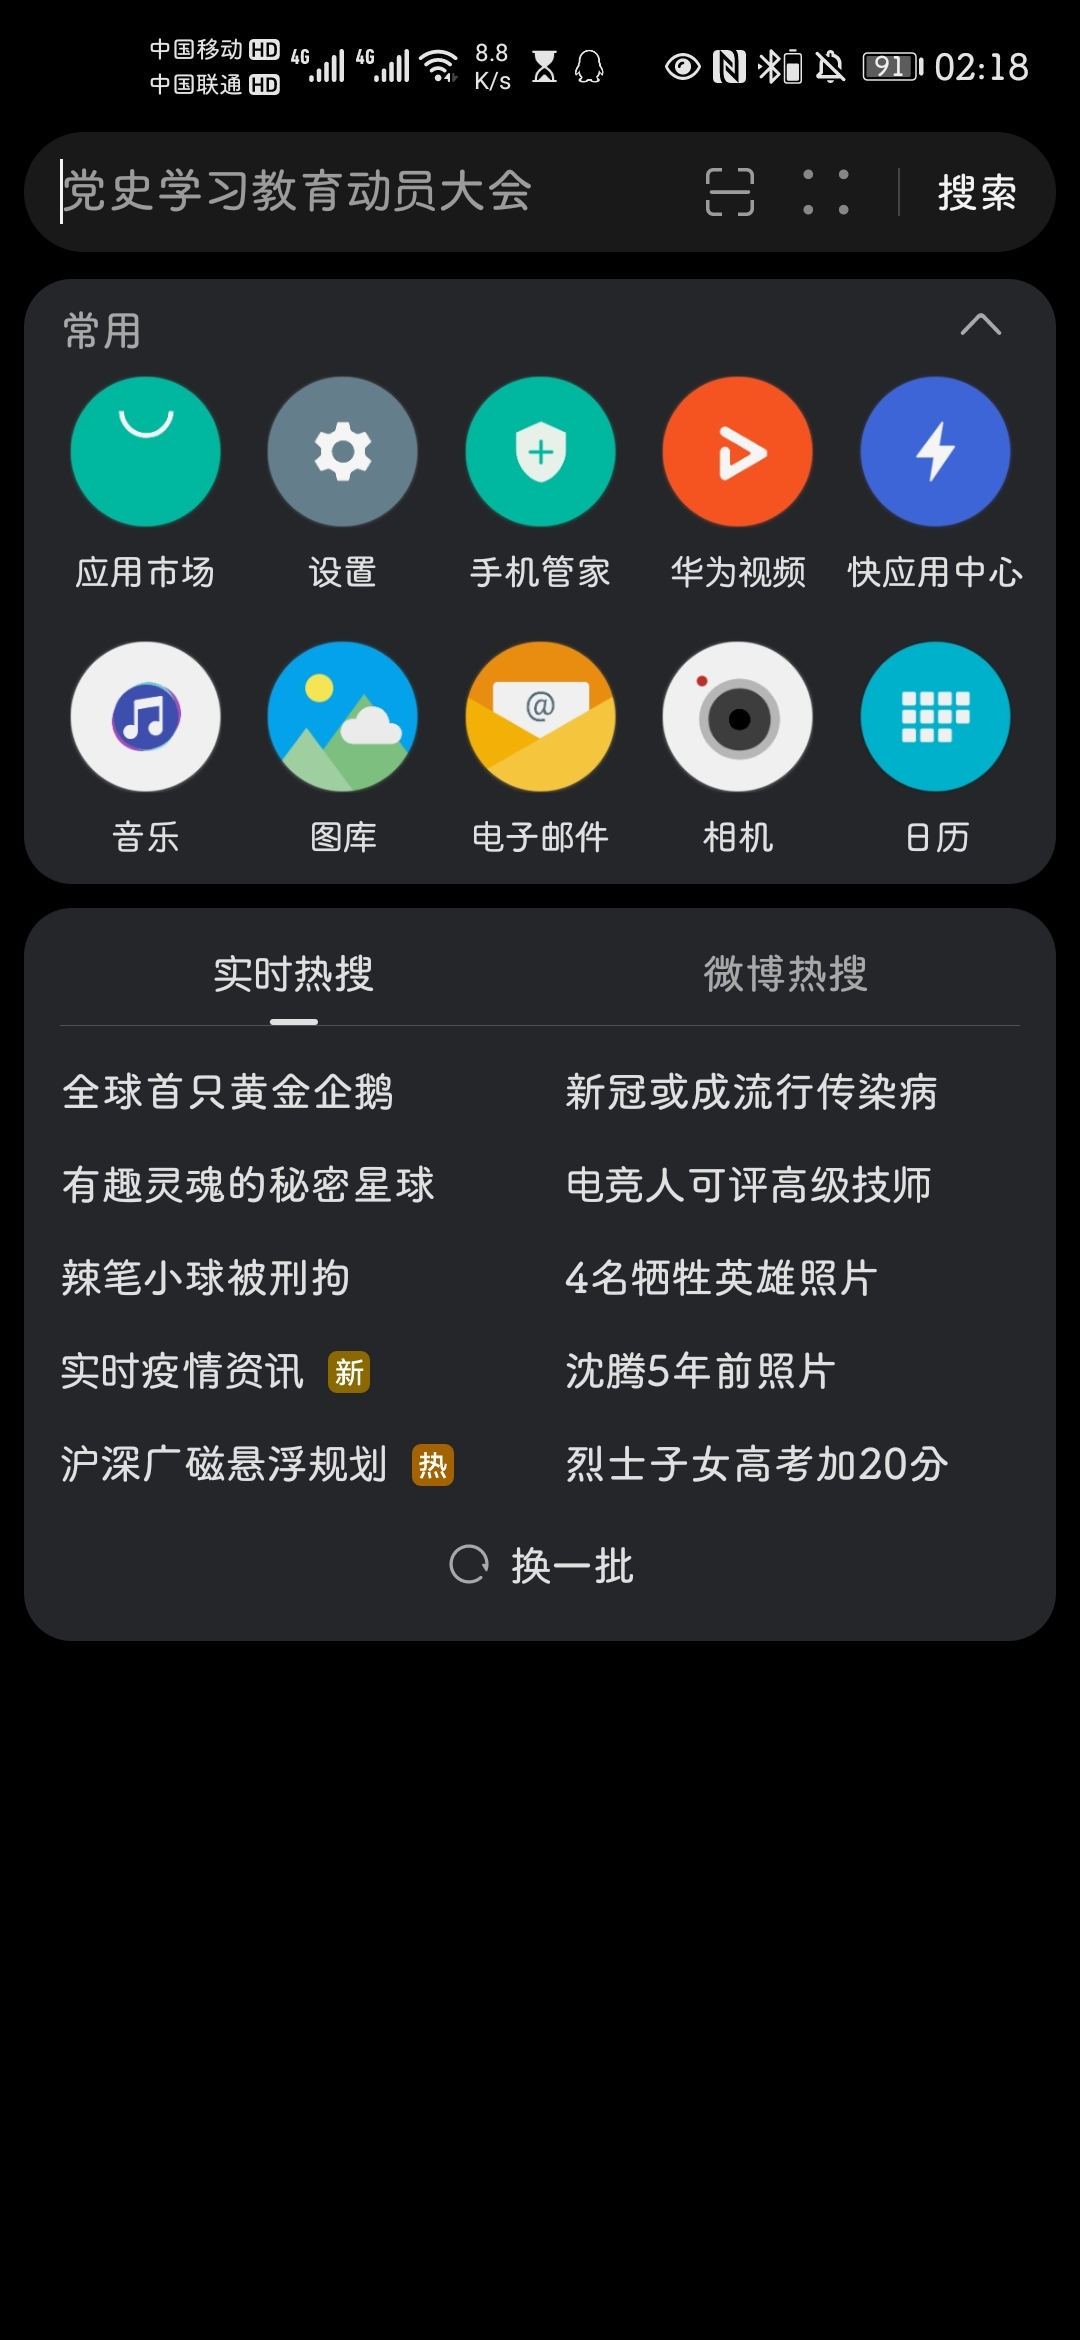 中国移动 HD 4G 4G 8.8 91 02:18
中国联通 HD K/s
党史学习教育动员大会 搜索
常用
应用市场 设置 手机管家 华为视频 快应用中心
@
音乐 图库 电子邮件 相机 日历
实时热搜 微博热搜
全球首只黄金企鹅 新冠或成流行传染病
有趣灵魂的秘密星球 电竞人可评高级技师
辣笔小球被刑拘 4名牺牲英雄照片
实时疫情资讯 新 沈腾5年前照片
沪深广磁悬浮规划 热 烈士子女高考加20分
换一批